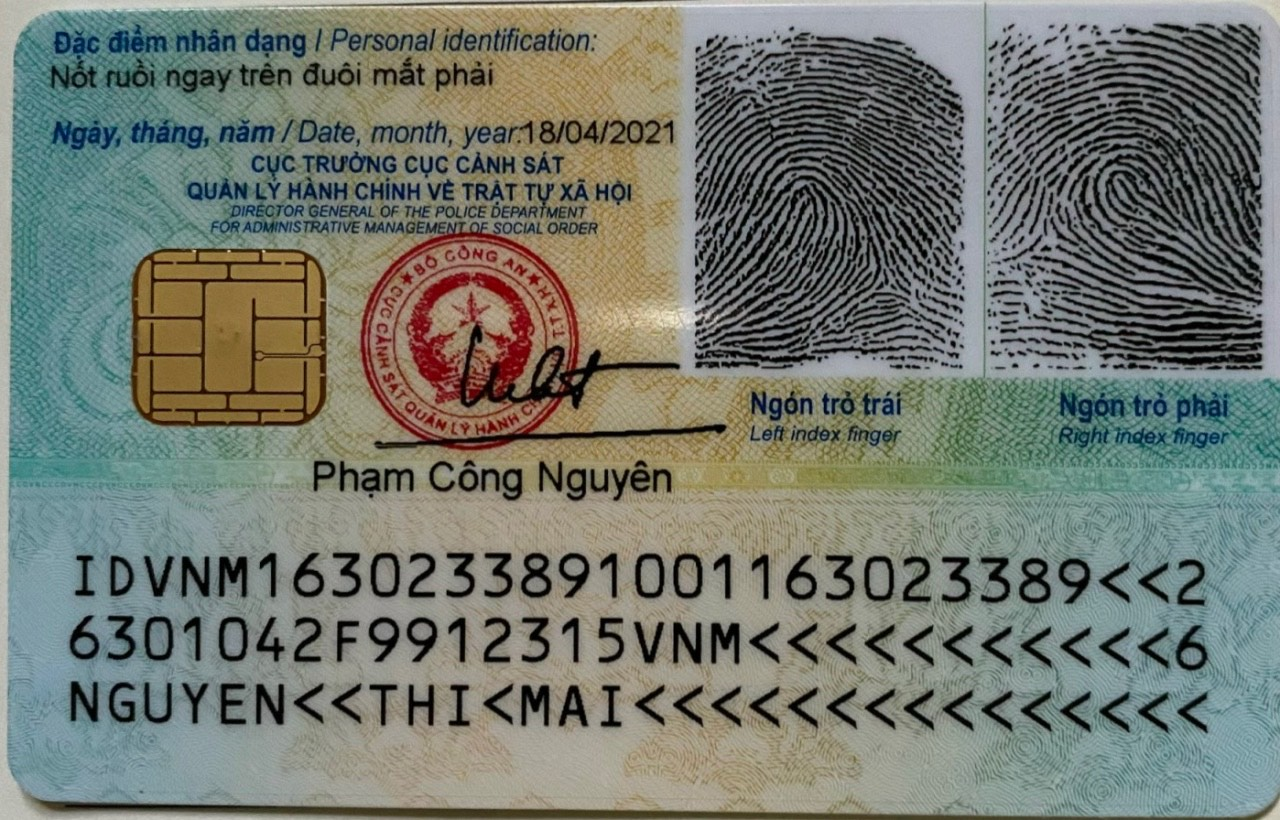 Đặc điểm nhân dạng / Personal identification:
Nốt ruồi ngay trên đuôi mắt phải
Ngày, tháng, năm / Date, month, year:18/04/2021
CỤC TRƯỞNG CỤC CẢNH SÁT
QUẢN LÝ HÀNH CHÍNH VỀ TRẬT TỰ XÃ HỘI
DIRECTOR GENERAL OF THE POLICE DEPARTMENT
FOR ADMINISTRATIVE MANAGEMENT OF SOCIAL ORDER
BỘ CÔNG AN
CỤC CẢNH SÁT QUẢN LÝ HÀNH
Ngón trỏ trái
Left index finger
Ngón trỏ phải
Right index finger
Phạm Công Nguyên
IDVNM1630233891001163023389<<2
6301042F9912315VNM<<<<<<<<<<<6
NGUYEN<<THI<MAI<<<<<<<<<<<<<<<